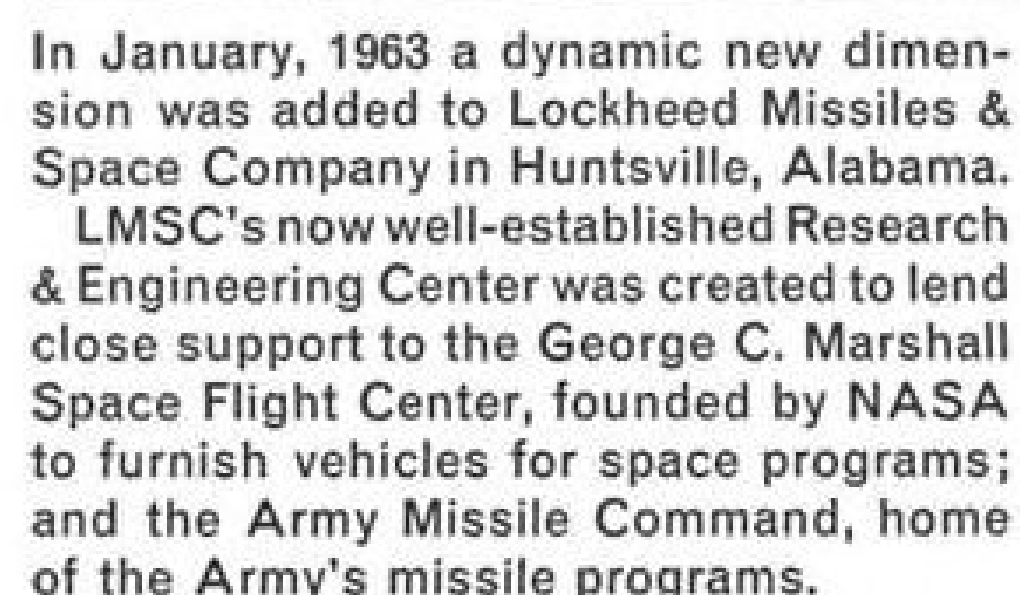 In January, 1963 a dynamic new dimen-
sion was added to Lockheed Missiles &
Space Company in Huntsville, Alabama.
LMSC's now well-established Research
& Engineering Center was created to lend
close support to the George C. Marshall
Space Flight Center, founded by NASA
to furnish vehicles for space programs;
and the Army Missile Command, home
of the Army's missile programs.